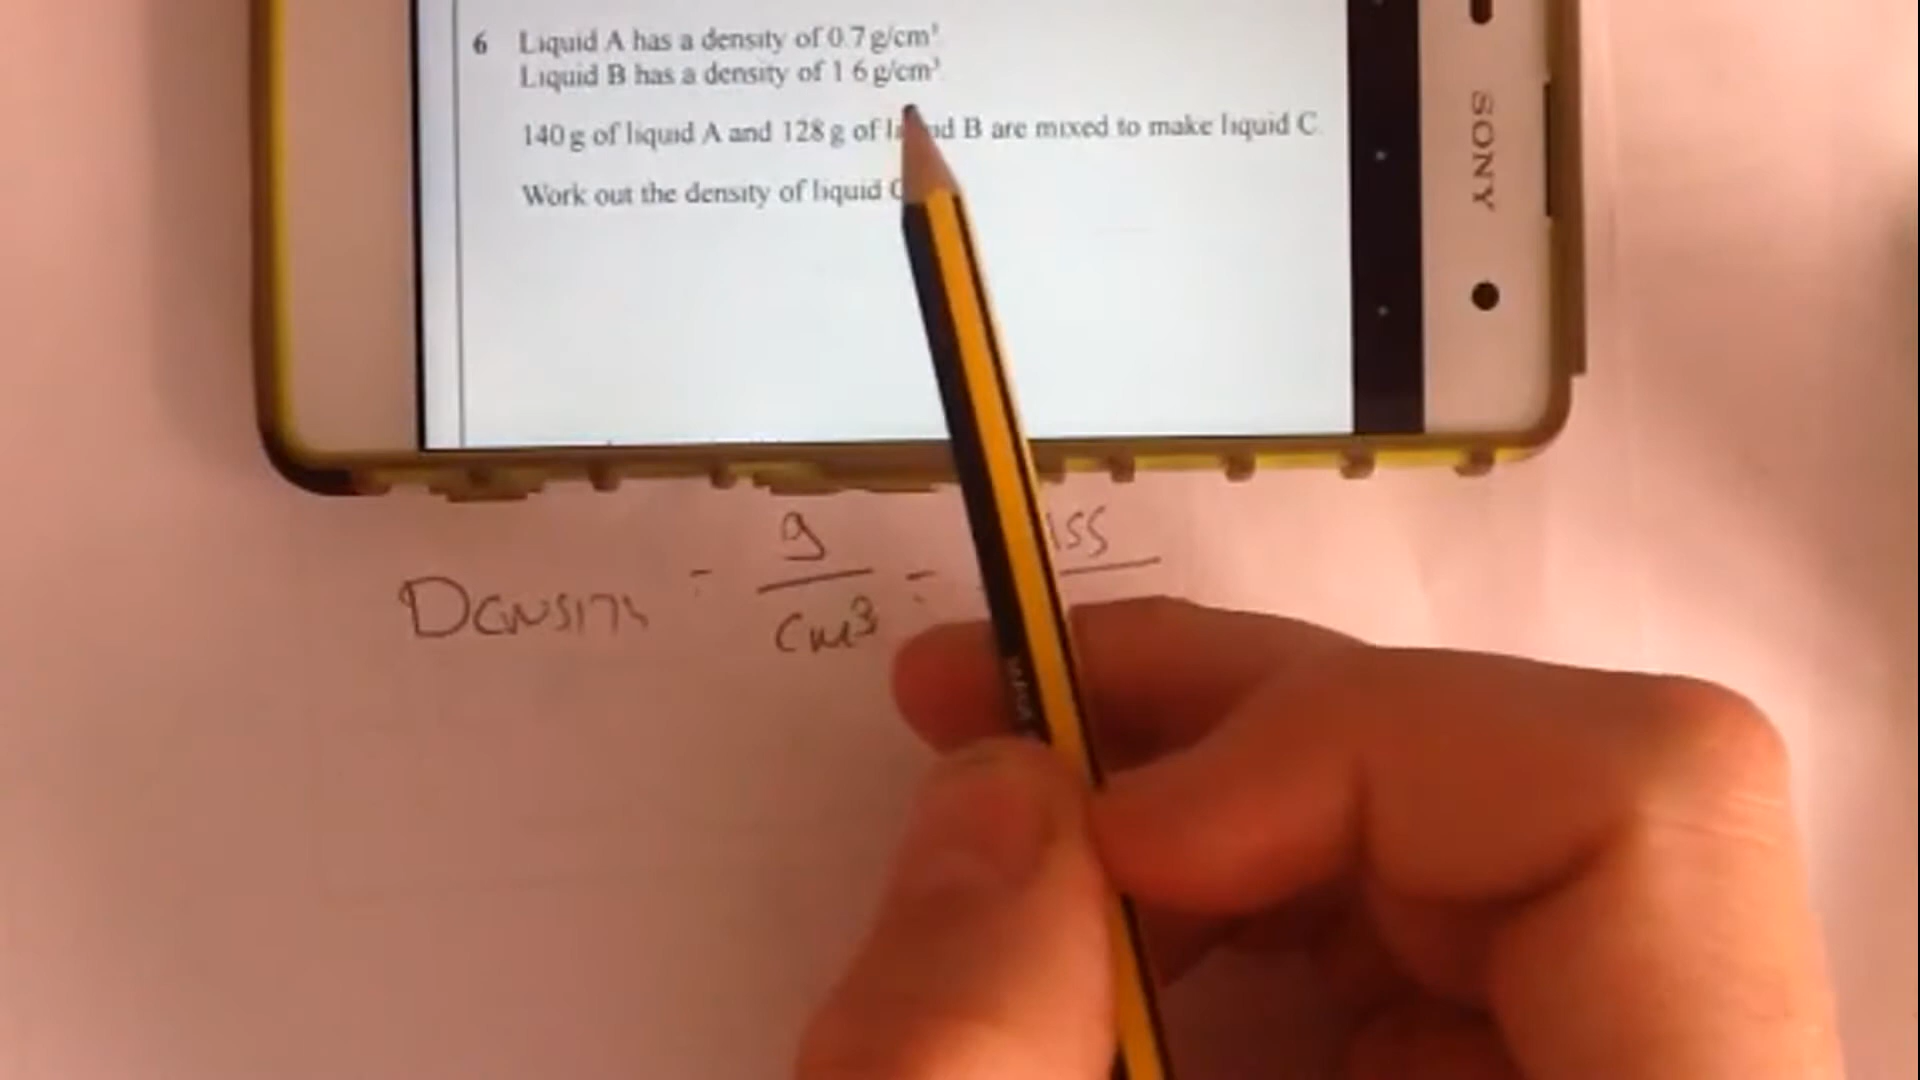 6 Liquid A has a density of 0.7 g/cm³
Liquid B has a density of 1 6 g/cm³
140 g of liquid A and 128 g of B are mixed to make liquid C.
Work out the density of liquid C
SONY
Density = g / cm³ =